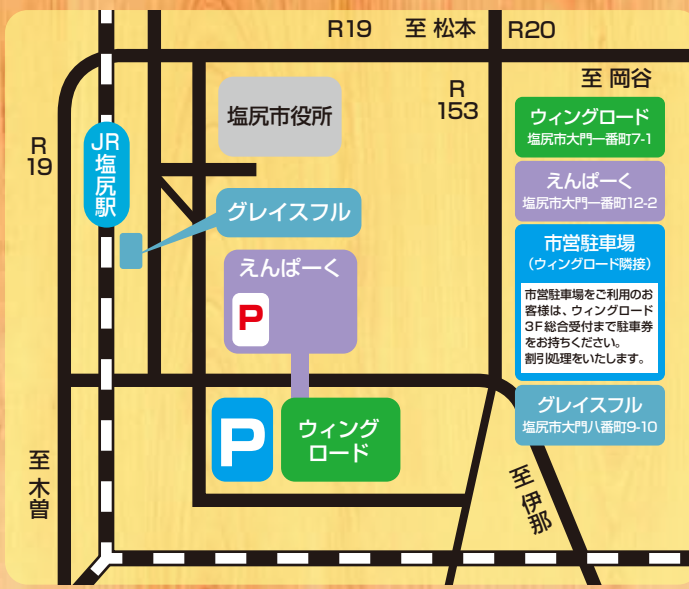 R19 至 松本 R20
至 岡谷
R
153
R
19
JR
塩尻駅
塩尻市役所
グレイスフル
えんぱーく
P
P
ウィング
ロード
至 木曽
至 伊那
ウィングロード
塩尻市大門一番町7-1
えんぱーく
塩尻市大門一番町12-2
市営駐車場
(ウィングロード隣接)
市営駐車場をご利用のお
客様は、ウィングロード
3F総合受付まで駐車券
をお持ちください。
割引処理をいたします。
グレイスフル
塩尻市大門八番町9-10